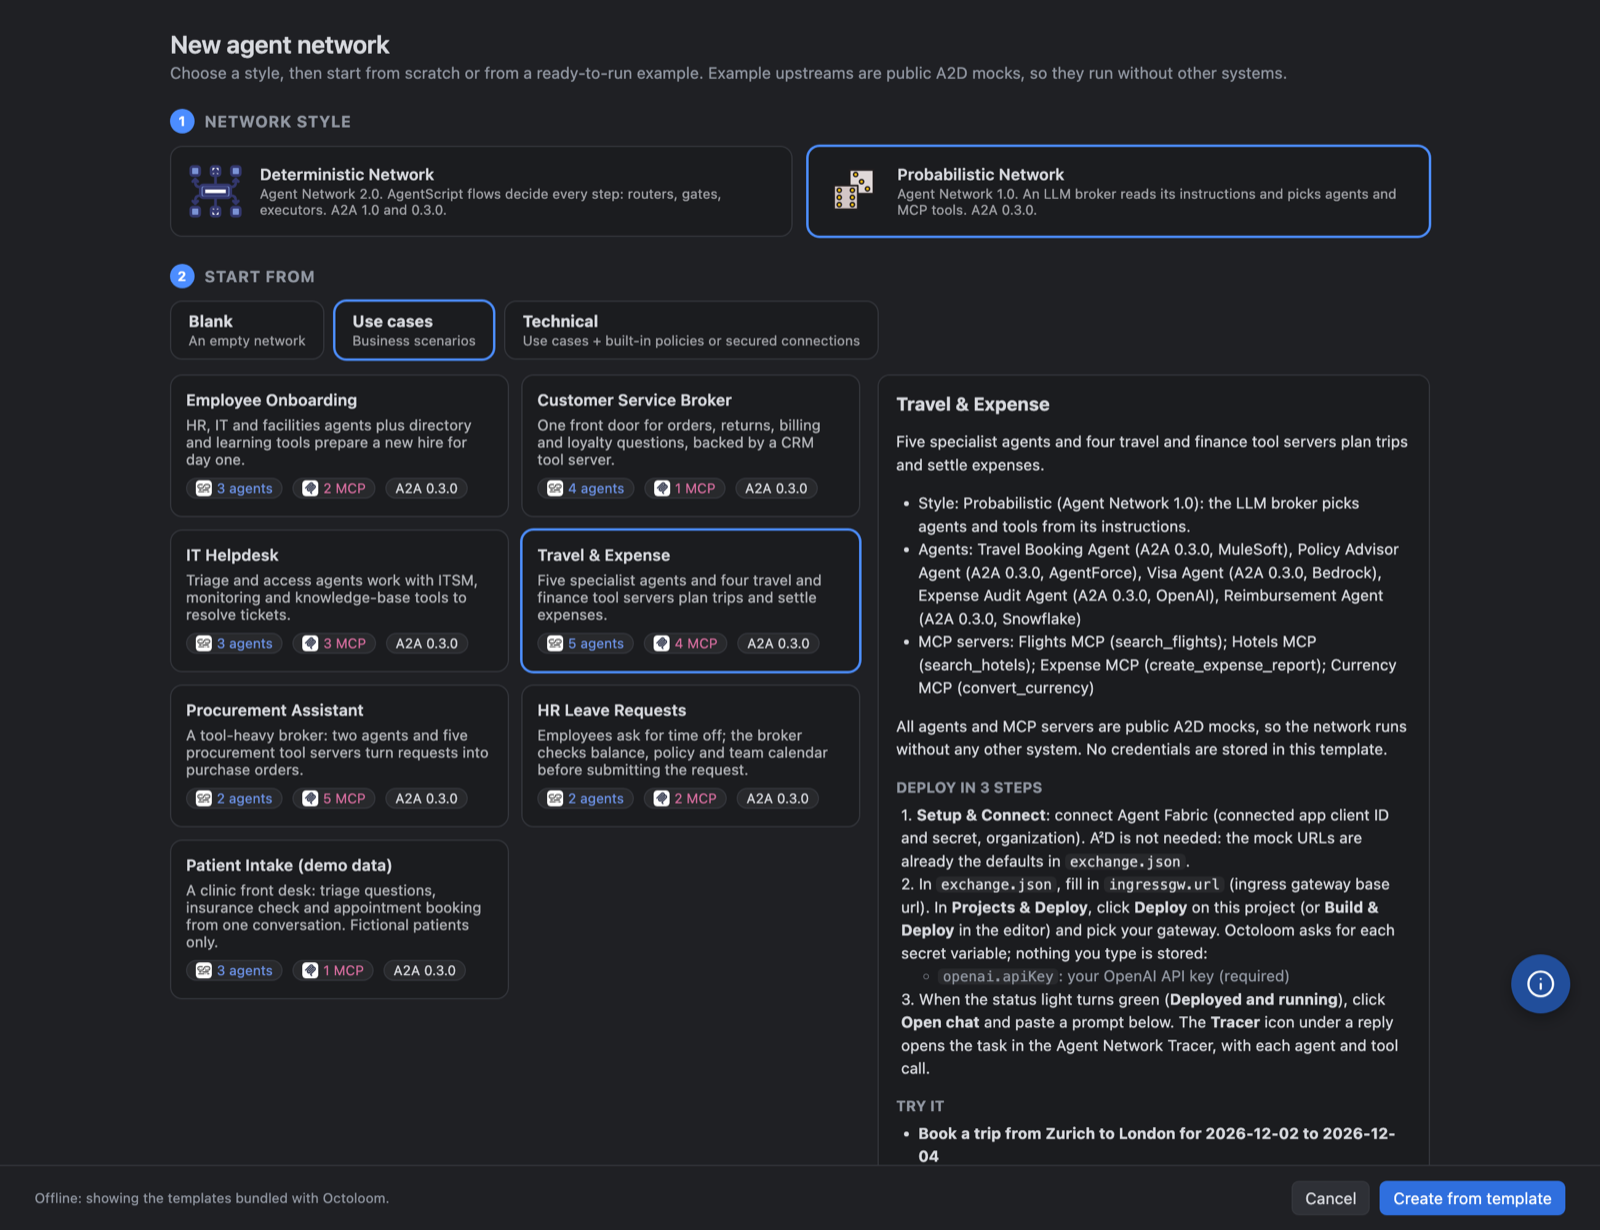 New agent network
Choose a style, then start from scratch or from a ready-to-run example. Example upstreams are public A2D mocks, so they run without other systems.
1 NETWORK STYLE
Deterministic Network
Agent Network 2.0. AgentScript flows decide every step: routers, gates,
executors. A2A 1.0 and 0.3.0.
Probabilistic Network
Agent Network 1.0. An LLM broker reads its instructions and picks agents and
MCP tools. A2A 0.3.0.
2 START FROM
Blank
An empty network
Use cases
Business scenarios
Technical
Use cases + built-in policies or secured connections
Employee Onboarding
HR, IT and facilities agents plus directory
and learning tools prepare a new hire for
day one.
3 agents 2 MCP A2A 0.3.0
Customer Service Broker
One front door for orders, returns, billing
and loyalty questions, backed by a CRM
tool server.
4 agents 1 MCP A2A 0.3.0
IT Helpdesk
Triage and access agents work with ITSM,
monitoring and knowledge-base tools to
resolve tickets.
3 agents 3 MCP A2A 0.3.0
Travel & Expense
Five specialist agents and four travel and
finance tool servers plan trips and settle
expenses.
5 agents 4 MCP A2A 0.3.0
Procurement Assistant
A tool-heavy broker: two agents and five
procurement tool servers turn requests into
purchase orders.
2 agents 5 MCP A2A 0.3.0
HR Leave Requests
Employees ask for time off; the broker
checks balance, policy and team calendar
before submitting the request.
2 agents 2 MCP A2A 0.3.0
Patient Intake (demo data)
A clinic front desk: triage questions,
insurance check and appointment booking
from one conversation. Fictional patients
only.
3 agents 1 MCP A2A 0.3.0
Travel & Expense
Five specialist agents and four travel and finance tool servers plan trips
and settle expenses.
• Style: Probabilistic (Agent Network 1.0): the LLM broker picks
agents and tools from its instructions.
• Agents: Travel Booking Agent (A2A 0.3.0, MuleSoft), Policy Advisor
Agent (A2A 0.3.0, AgentForce), Visa Agent (A2A 0.3.0, Bedrock),
Expense Audit Agent (A2A 0.3.0, OpenAI), Reimbursement Agent
(A2A 0.3.0, Snowflake)
• MCP servers: Flights MCP (search_flights); Hotels MCP
(search_hotels); Expense MCP (create_expense_report); Currency
MCP (convert_currency)
All agents and MCP servers are public A2D mocks, so the network runs
without any other system. No credentials are stored in this template.
DEPLOY IN 3 STEPS
1. Setup & Connect: connect Agent Fabric (connected app client ID
and secret, organization). A²D is not needed: the mock URLs are
already the defaults in exchange.json.
2. In exchange.json, fill in ingressgw.url (ingress gateway base
url). In Projects & Deploy, click Deploy on this project (or Build &
Deploy in the editor) and pick your gateway. Octoloom asks for each
secret variable; nothing you type is stored:
◦ openai.apiKey: your OpenAI API key (required)
3. When the status light turns green (Deployed and running), click
Open chat and paste a prompt below. The Tracer icon under a reply
opens the task in the Agent Network Tracer, with each agent and tool
call.
TRY IT
• Book a trip from Zurich to London for 2026-12-02 to 2026-12-
04
Offline: showing the templates bundled with Octoloom.
Cancel
Create from template